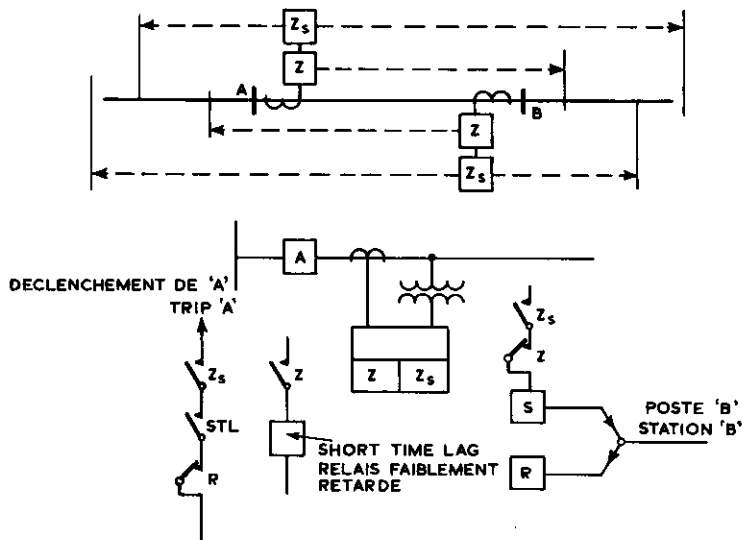 Zs
Z
A
B
Z
Zs
A
DECLENCHEMENT DE 'A'
TRIP 'A'
Zs
Z
Zs
Z
Z
Zs
STL
S
POSTE 'B'
STATION 'B'
SHORT TIME LAG
RELAIS FAIBLEMENT
RETARDE
R
R